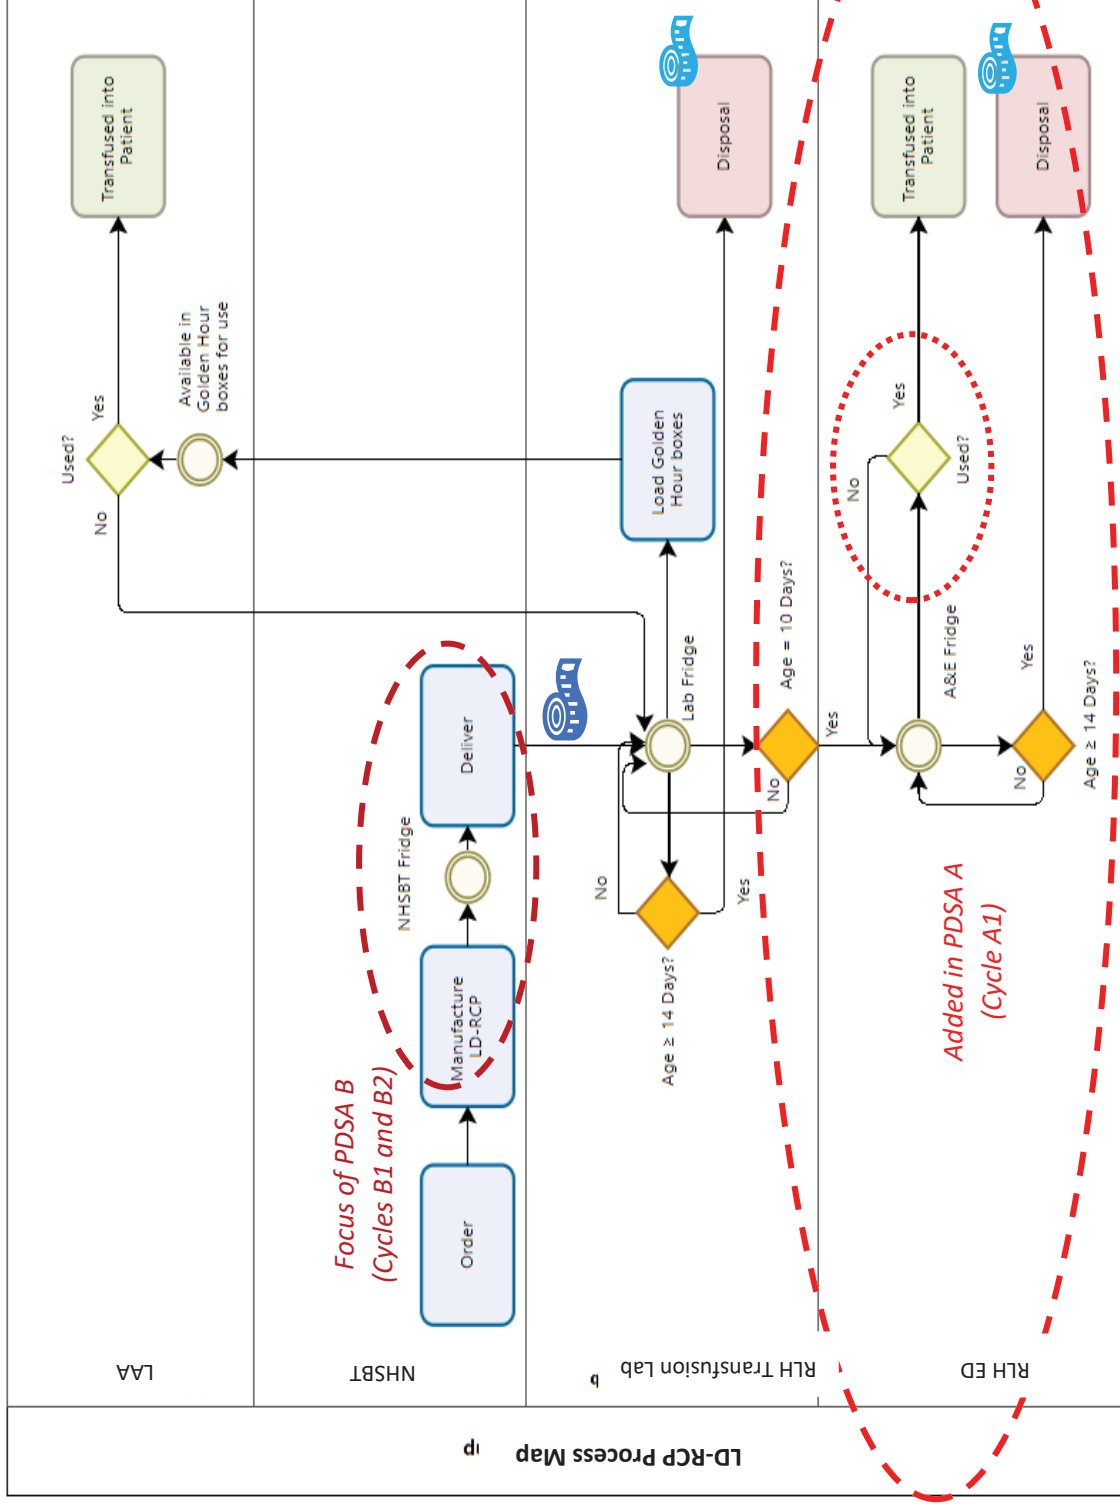 LD-RCP Process Map
LAA
Used?
No
Yes
Available in
Golden Hour
boxes for use
Transfused into
Patient
NHSBT
Focus of PDSA B
(Cycles B1 and B2)
Order
Manufacture
LD-RCP
NHSBT Fridge
Deliver
RLH Transfusion Lab
Age ≥ 14 Days?
No
Yes
Lab Fridge
Load Golden
Hour boxes
Disposal
Age = 10 Days?
No
Yes
RLH ED
Added in PDSA A
(Cycle A1)
A&E Fridge
No
Used?
Yes
Transfused into
Patient
Age ≥ 14 Days?
No
Yes
Disposal